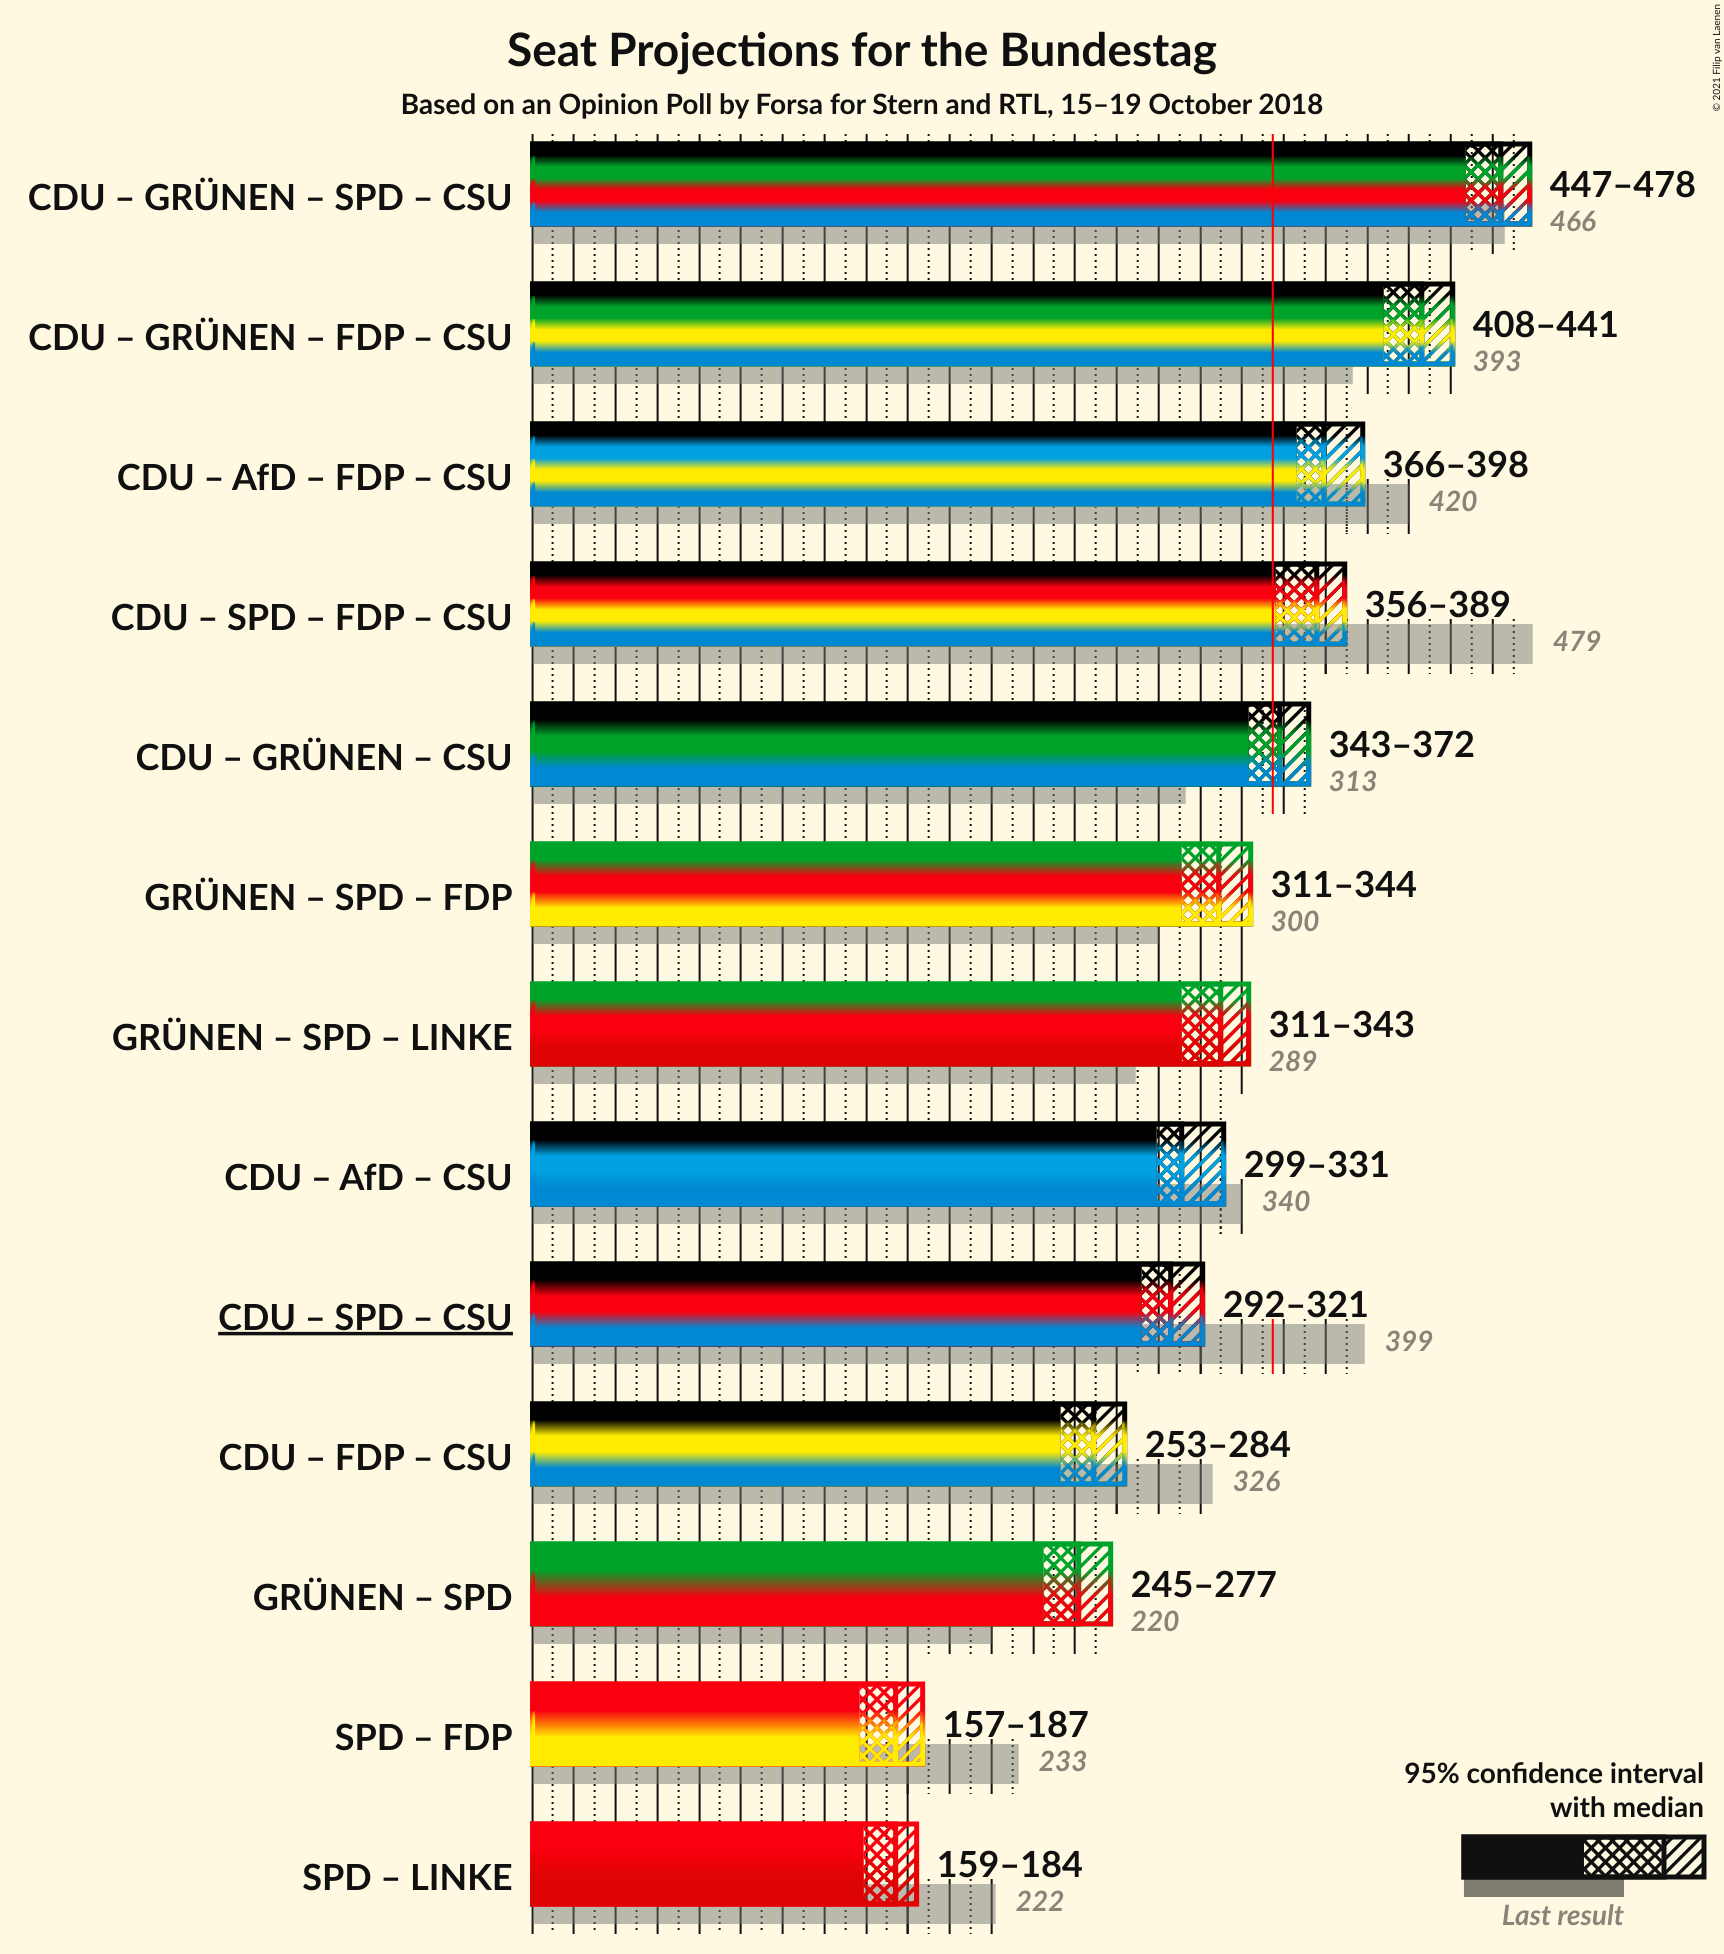 Seat Projections for the Bundestag
Based on an Opinion Poll by Forsa for Stern and RTL, 15–19 October 2018
© 2021 Filip van Laenen
CDU – GRÜNEN – SPD – CSU
447–478
466
CDU – GRÜNEN – FDP – CSU
408–441
393
CDU – AfD – FDP – CSU
366–398
420
CDU – SPD – FDP – CSU
356–389
479
CDU – GRÜNEN – CSU
343–372
313
GRÜNEN – SPD – FDP
311–344
300
GRÜNEN – SPD – LINKE
311–343
289
CDU – AfD – CSU
299–331
340
CDU – SPD – CSU
292–321
399
CDU – FDP – CSU
253–284
326
GRÜNEN – SPD
245–277
220
SPD – FDP
157–187
233
SPD – LINKE
159–184
222
95% confidence interval
with median
Last result